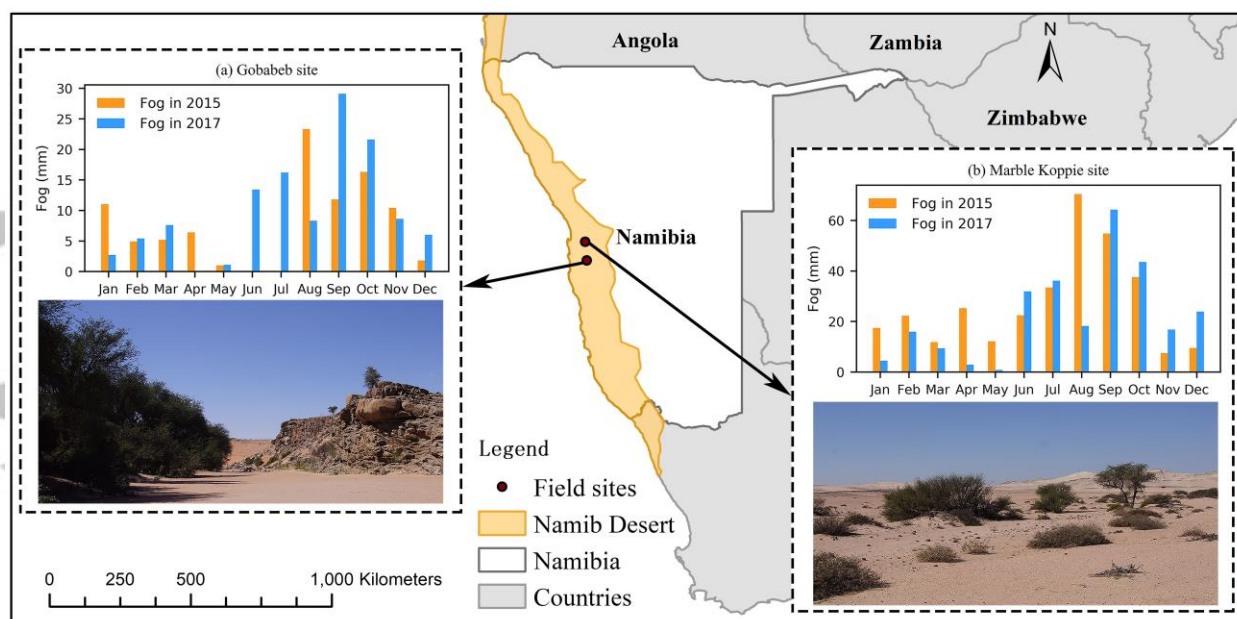 (a) Gobabeb site
Fog in 2015
Fog in 2017
Fog (mm)
30
25
20
15
10
5
0
Jan Feb Mar Apr May Jun Jul Aug Sep Oct Nov Dec
Angola
Zambia
N
Zimbabwe
Namibia
(b) Marble Koppie site
Fog in 2015
Fog in 2017
Fog (mm)
60
40
20
0
Jan Feb Mar Apr May Jun Jul Aug Sep Oct Nov Dec
Legend
Field sites
Namib Desert
Namibia
Countries
0 250 500 1,000 Kilometers